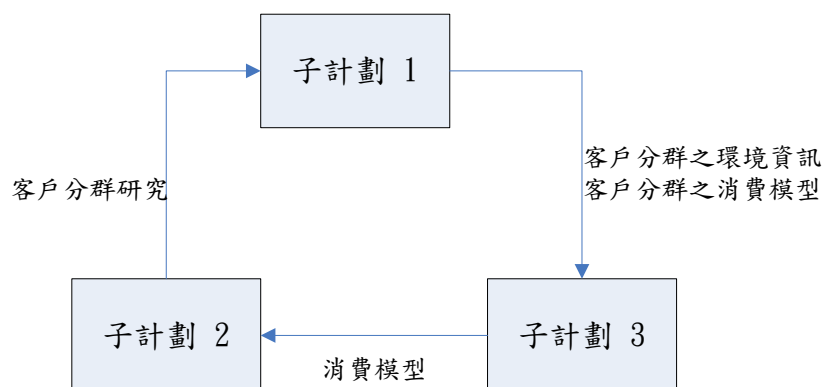 子計劃 1
客戶分群之環境資訊
客戶分群之消費模型
客戶分群研究
子計劃 2
子計劃 3
消費模型